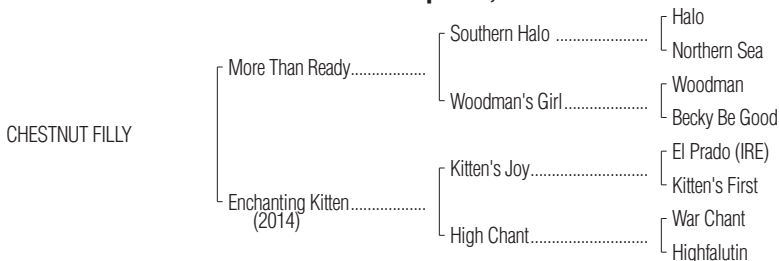 Halo
Southern Halo ......................
Northern Sea
More Than Ready..................
Woodman
Woodman's Girl....................
Becky Be Good
CHESTNUT FILLY
El Prado (IRE)
Kitten's Joy...........................
Kitten's First
Enchanting Kitten..................
(2014)
War Chant
High Chant............................
Highfalutin